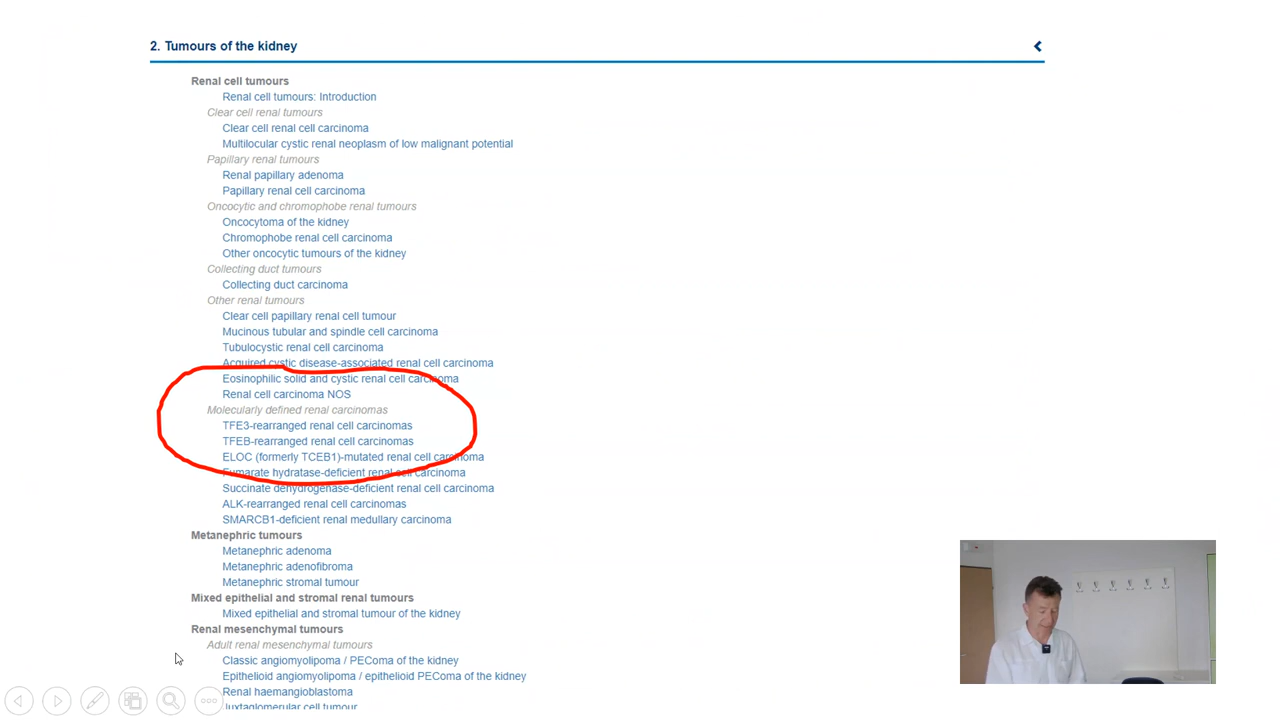 2. Tumours of the kidney
Renal cell tumours
Renal cell tumours: Introduction
Clear cell renal tumours
Clear cell renal cell carcinoma
Multilocular cystic renal neoplasm of low malignant potential
Papillary renal tumours
Renal papillary adenoma
Papillary renal cell carcinoma
Oncocytic and chromophobe renal tumours
Oncocytoma of the kidney
Chromophobe renal cell carcinoma
Other oncocytic tumours of the kidney
Collecting duct tumours
Collecting duct carcinoma
Other renal tumours
Clear cell papillary renal cell tumour
Mucinous tubular and spindle cell carcinoma
Tubulocystic renal cell carcinoma
Acquired cystic disease-associated renal cell carcinoma
Eosinophilic solid and cystic renal cell carcinoma
Renal cell carcinoma NOS
Molecularly defined renal carcinomas
TFE3-rearranged renal cell carcinomas
TFEB-rearranged renal cell carcinomas
ELOC (formerly TCEB1)-mutated renal cell carcinoma
Fumarate hydratase-deficient renal cell carcinoma
Succinate dehydrogenase-deficient renal cell carcinoma
ALK-rearranged renal cell carcinomas
SMARCB1-deficient renal medullary carcinoma
Metanephric tumours
Metanephric adenoma
Metanephric adenofibroma
Metanephric stromal tumour
Mixed epithelial and stromal renal tumours
Mixed epithelial and stromal tumour of the kidney
Renal mesenchymal tumours
Adult renal mesenchymal tumours
Classic angiomyolipoma / PEComa of the kidney
Epithelioid angiomyolipoma / epithelioid PEComa of the kidney
Renal haemangioblastoma
Juxtaglomerular cell tumour